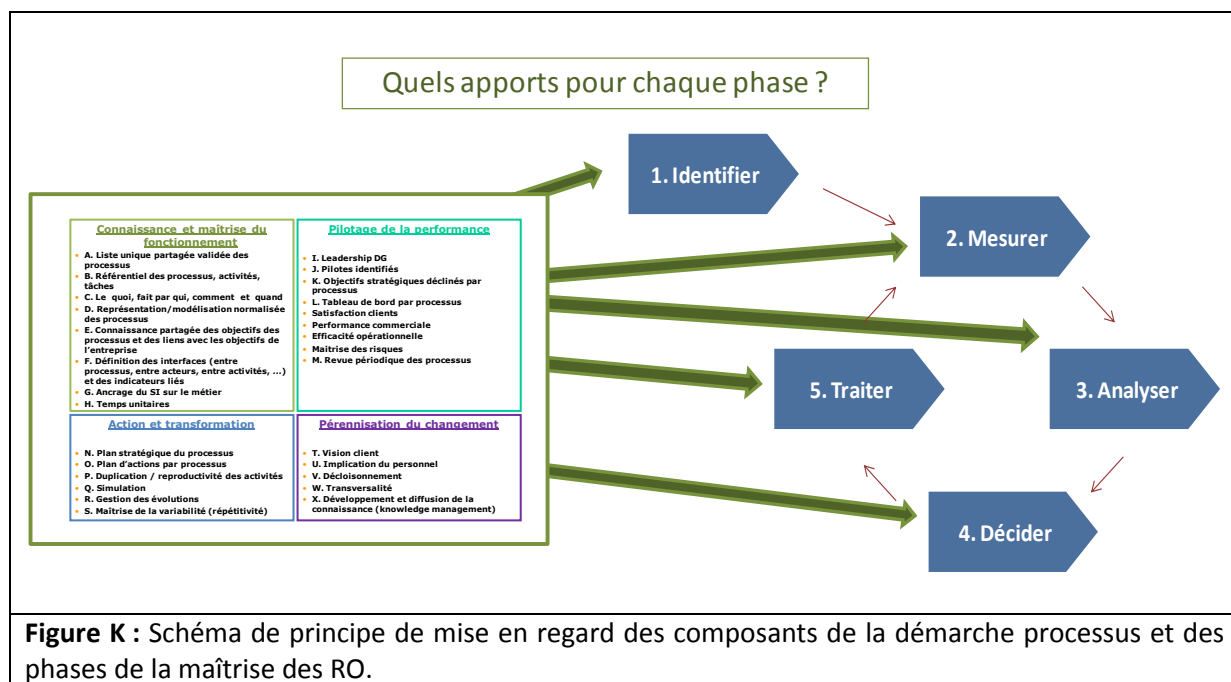 Quels apports pour chaque phase ?
1. Identifier
2. Mesurer
3. Analyser
4. Décider
5. Traiter
Connaissance et maîtrise du
fonctionnement
A. Liste unique partagée validée des
processus
B. Référentiel des processus, activités,
tâches
C. Le quoi, fait par qui, comment et quand
D. Représentation/modélisation normalisée
des processus
E. Connaissance partagée des objectifs des
processus et des liens avec les objectifs de
l'entreprise
F. Définition des interfaces (entre
processus, entre acteurs, entre activités, ...)
et des indicateurs liés
G. Ancrage du SI sur le métier
H. Temps unitaires
Pilotage de la performance
I. Leadership DG
J. Pilotes identifiés
K. Objectifs stratégiques déclinés par
processus
L. Tableau de bord par processus
Satisfaction clients
Performance commerciale
Efficacité opérationnelle
Maitrise des risques
M. Revue périodique des processus
Action et transformation
N. Plan stratégique du processus
O. Plan d'actions par processus
P. Duplication / reproductivité des activités
Q. Simulation
R. Gestion des évolutions
S. Maîtrise de la variabilité (répétitivité)
Pérennisation du changement
T. Vision client
U. Implication du personnel
V. Décloisonnement
W. Transversalité
X. Développement et diffusion de la
connaissance (knowledge management)
Figure K : Schéma de principe de mise en regard des composants de la démarche processus et des
phases de la maîtrise des RO.